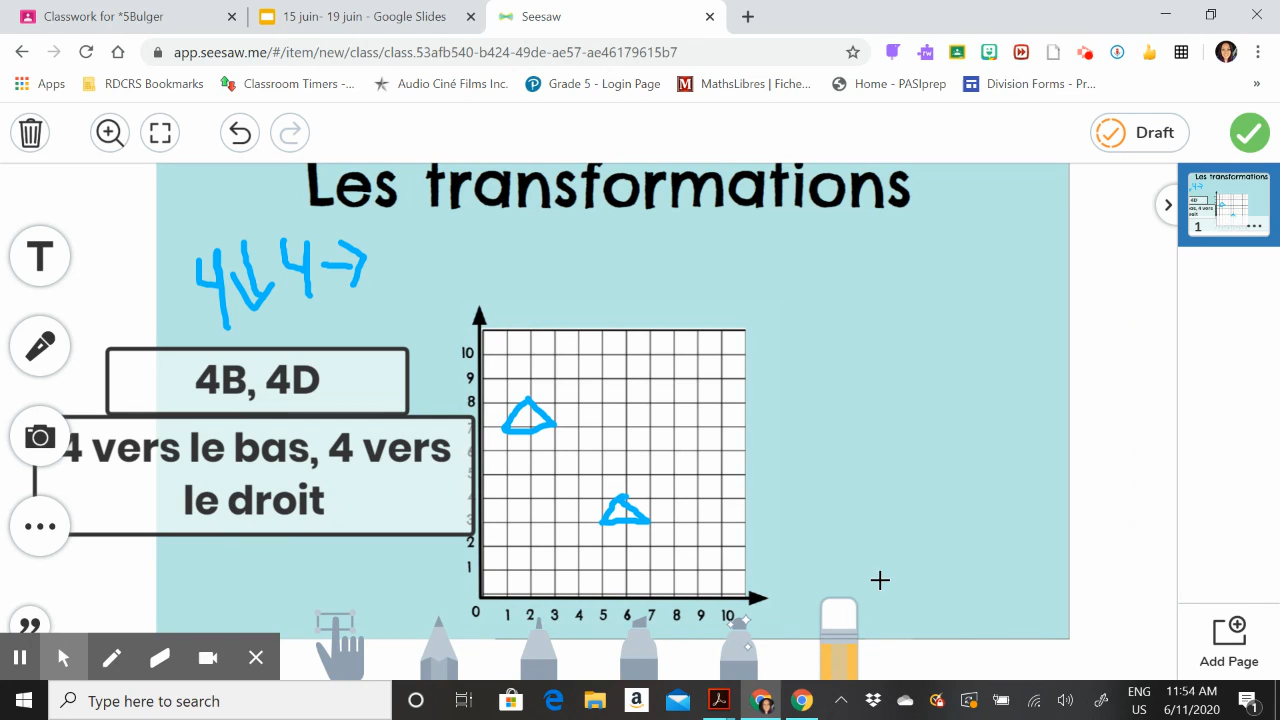 Classwork for *5Bulger
15 juin- 19 juin - Google Slides
Seesaw
app.seesaw.me/#/item/new/class/class.53afb540-b424-49de-ae57-ae46179615b7
Apps
RDCRS Bookmarks
Classroom Timers -...
Audio Ciné Films Inc.
Grade 5 - Login Page
MathsLibres | Fiche...
Home - PASIprep
Division Forms - Pr...
»
Draft
Les transformations
4↓ 4→
4B, 4D
4 vers le bas, 4 vers
le droit
10
9
8
7
6
5
4
3
2
1
0 1 2 3 4 5 6 7 8 9 10
T
1
Add Page
Type here to search
ENG
US
11:54 AM
6/11/2020